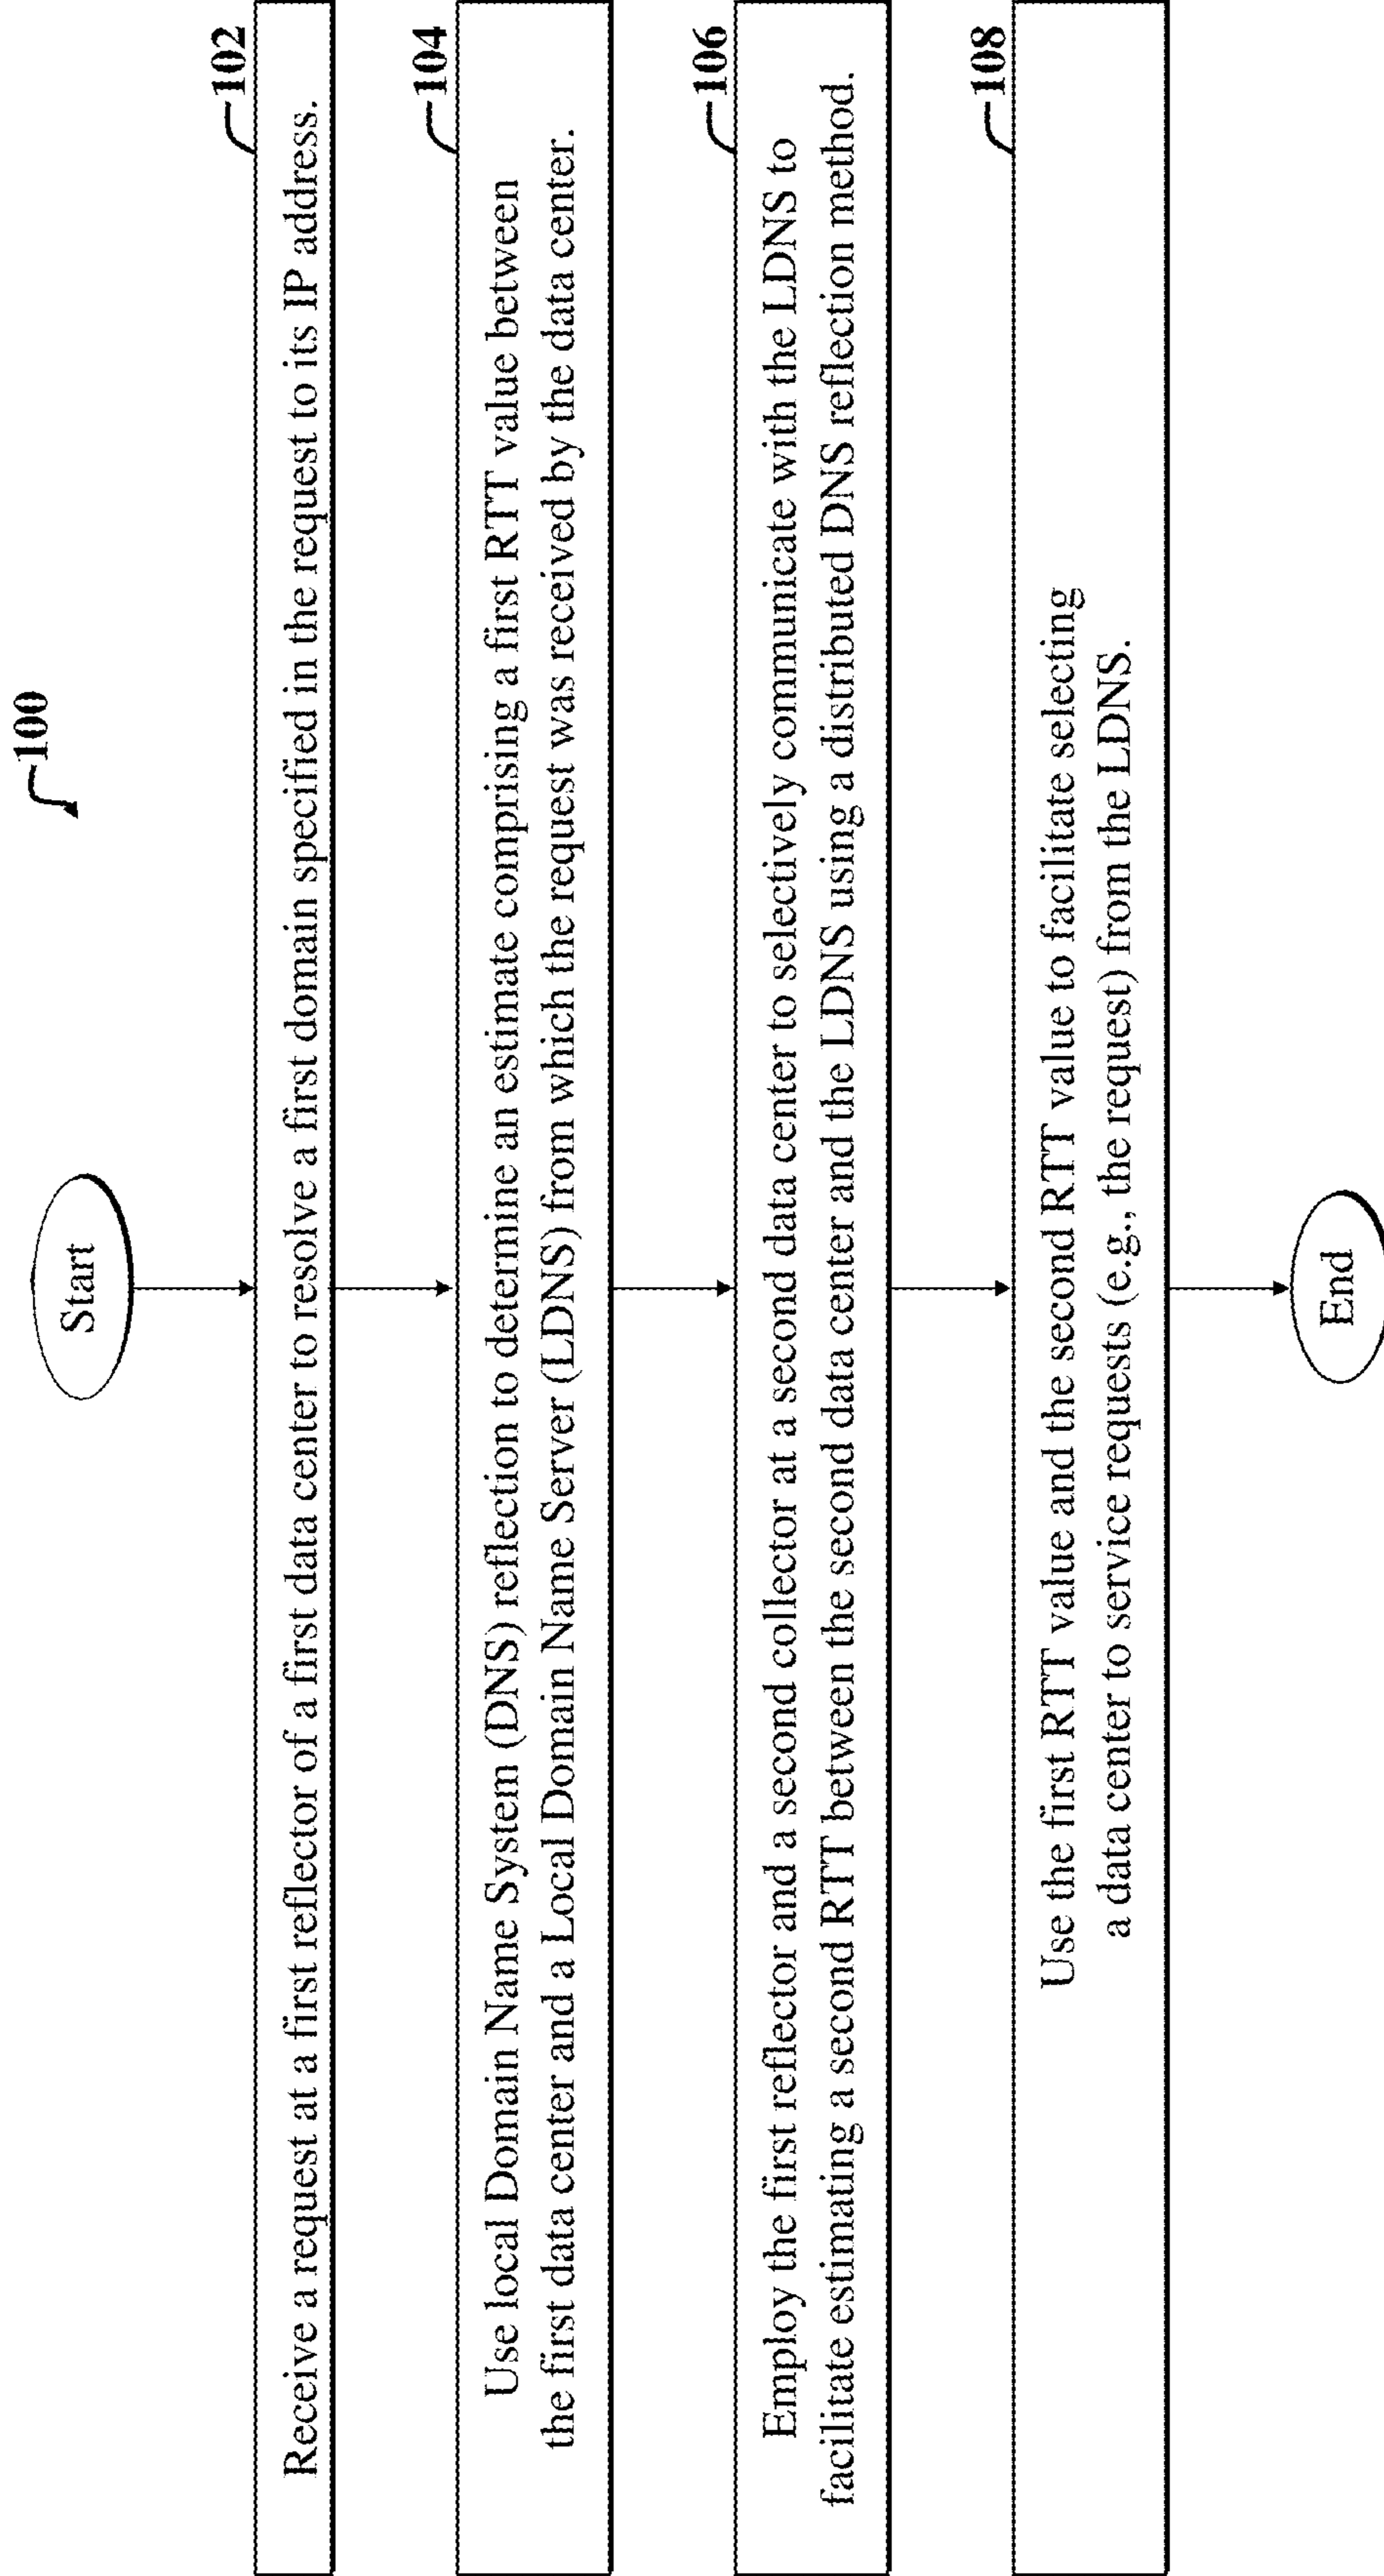 100
Start
102
Receive a request at a first reflector of a first data center to resolve a first domain specified in the request to its IP address.
104
Use local Domain Name System (DNS) reflection to determine an estimate comprising a first RTT value between
the first data center and a Local Domain Name Server (LDNS) from which the request was received by the data center.
106
Employ the first reflector and a second collector at a second data center to selectively communicate with the LDNS to
facilitate estimating a second RTT between the second data center and the LDNS using a distributed DNS reflection method.
108
Use the first RTT value and the second RTT value to facilitate selecting
a data center to service requests (e.g., the request) from the LDNS.
End